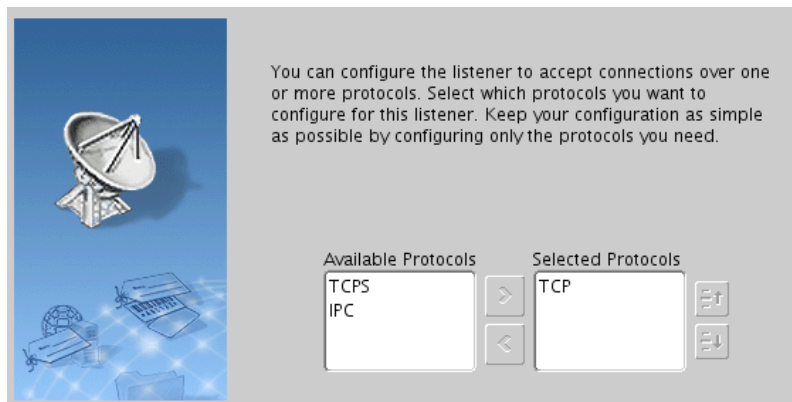 You can configure the listener to accept connections over one
or more protocols. Select which protocols you want to
configure for this listener. Keep your configuration as simple
as possible by configuring only the protocols you need.
Available Protocols
TCPS
IPC
Selected Protocols
TCP